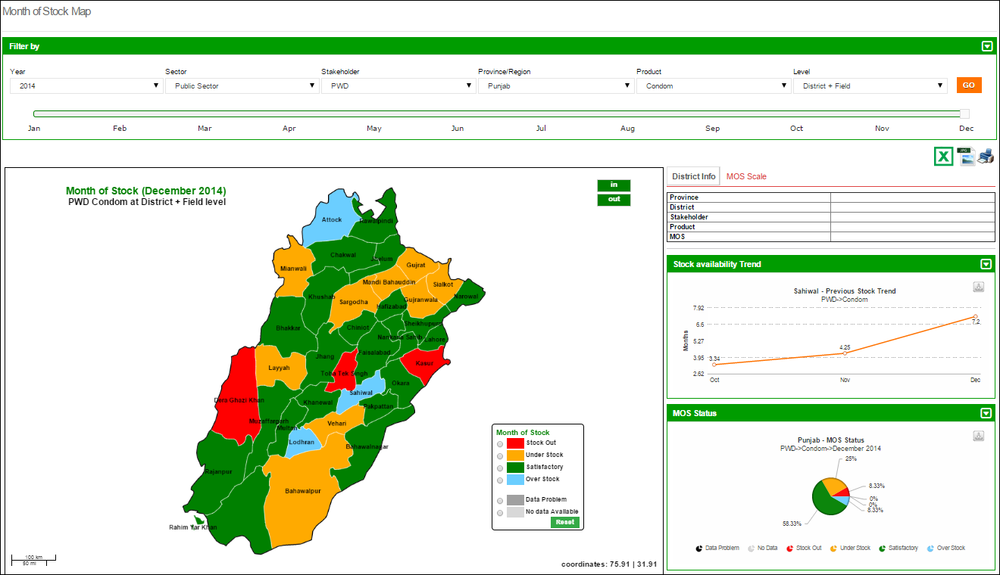 Month of Stock Map
Filter by
Year Sector Stakeholder Province/Region Product Level
2014 Public Sector PWD Punjab Condom District + Field GO
Jan Feb Mar Apr May Jun Jul Aug Sep Oct Nov Dec
JPG
Month of Stock (December 2014)
PWD Condom at District + Field level
in
out
Attock
Rawalpindi
Chakwal
Jhelum
Mianwali
Gujrat
Mandi Bahauddin
Sialkot
Khushab
Sargodha
Gujranwala
Narowal
Hafizabad
Bhakkar
Chiniot
Sheikhupura
Nankana Sahib
Lahore
Jhang
Faisalabad
Layyah
Toba Tek Singh
Kasur
Okara
Sahiwal
Dera Ghazi Khan
Khanewal
Pakpattan
Muzaffargarh
Multan
Vehari
Lodhran
Bahawalnagar
Rajanpur
Bahawalpur
Rahim Yar Khan
Month of Stock
Stock Out
Under Stock
Satisfactory
Over Stock
Data Problem
No data Available
Reset
100 km
50 mi
coordinates: 75.91 | 31.91
District Info MOS Scale
Province
District
Stakeholder
Product
MOS
Stock availability Trend
Sahiwal - Previous Stock Trend
PWD->Condom
Months
7.92
6.6
5.27
3.95
2.62
3.34
4.25
7.2
Oct Nov Dec
MOS Status
Punjab - MOS Status
PWD->Condom->December 2014
25%
8.33%
0%
0%
8.33%
58.33%
Data Problem No Data Stock Out Under Stock Satisfactory Over Stock